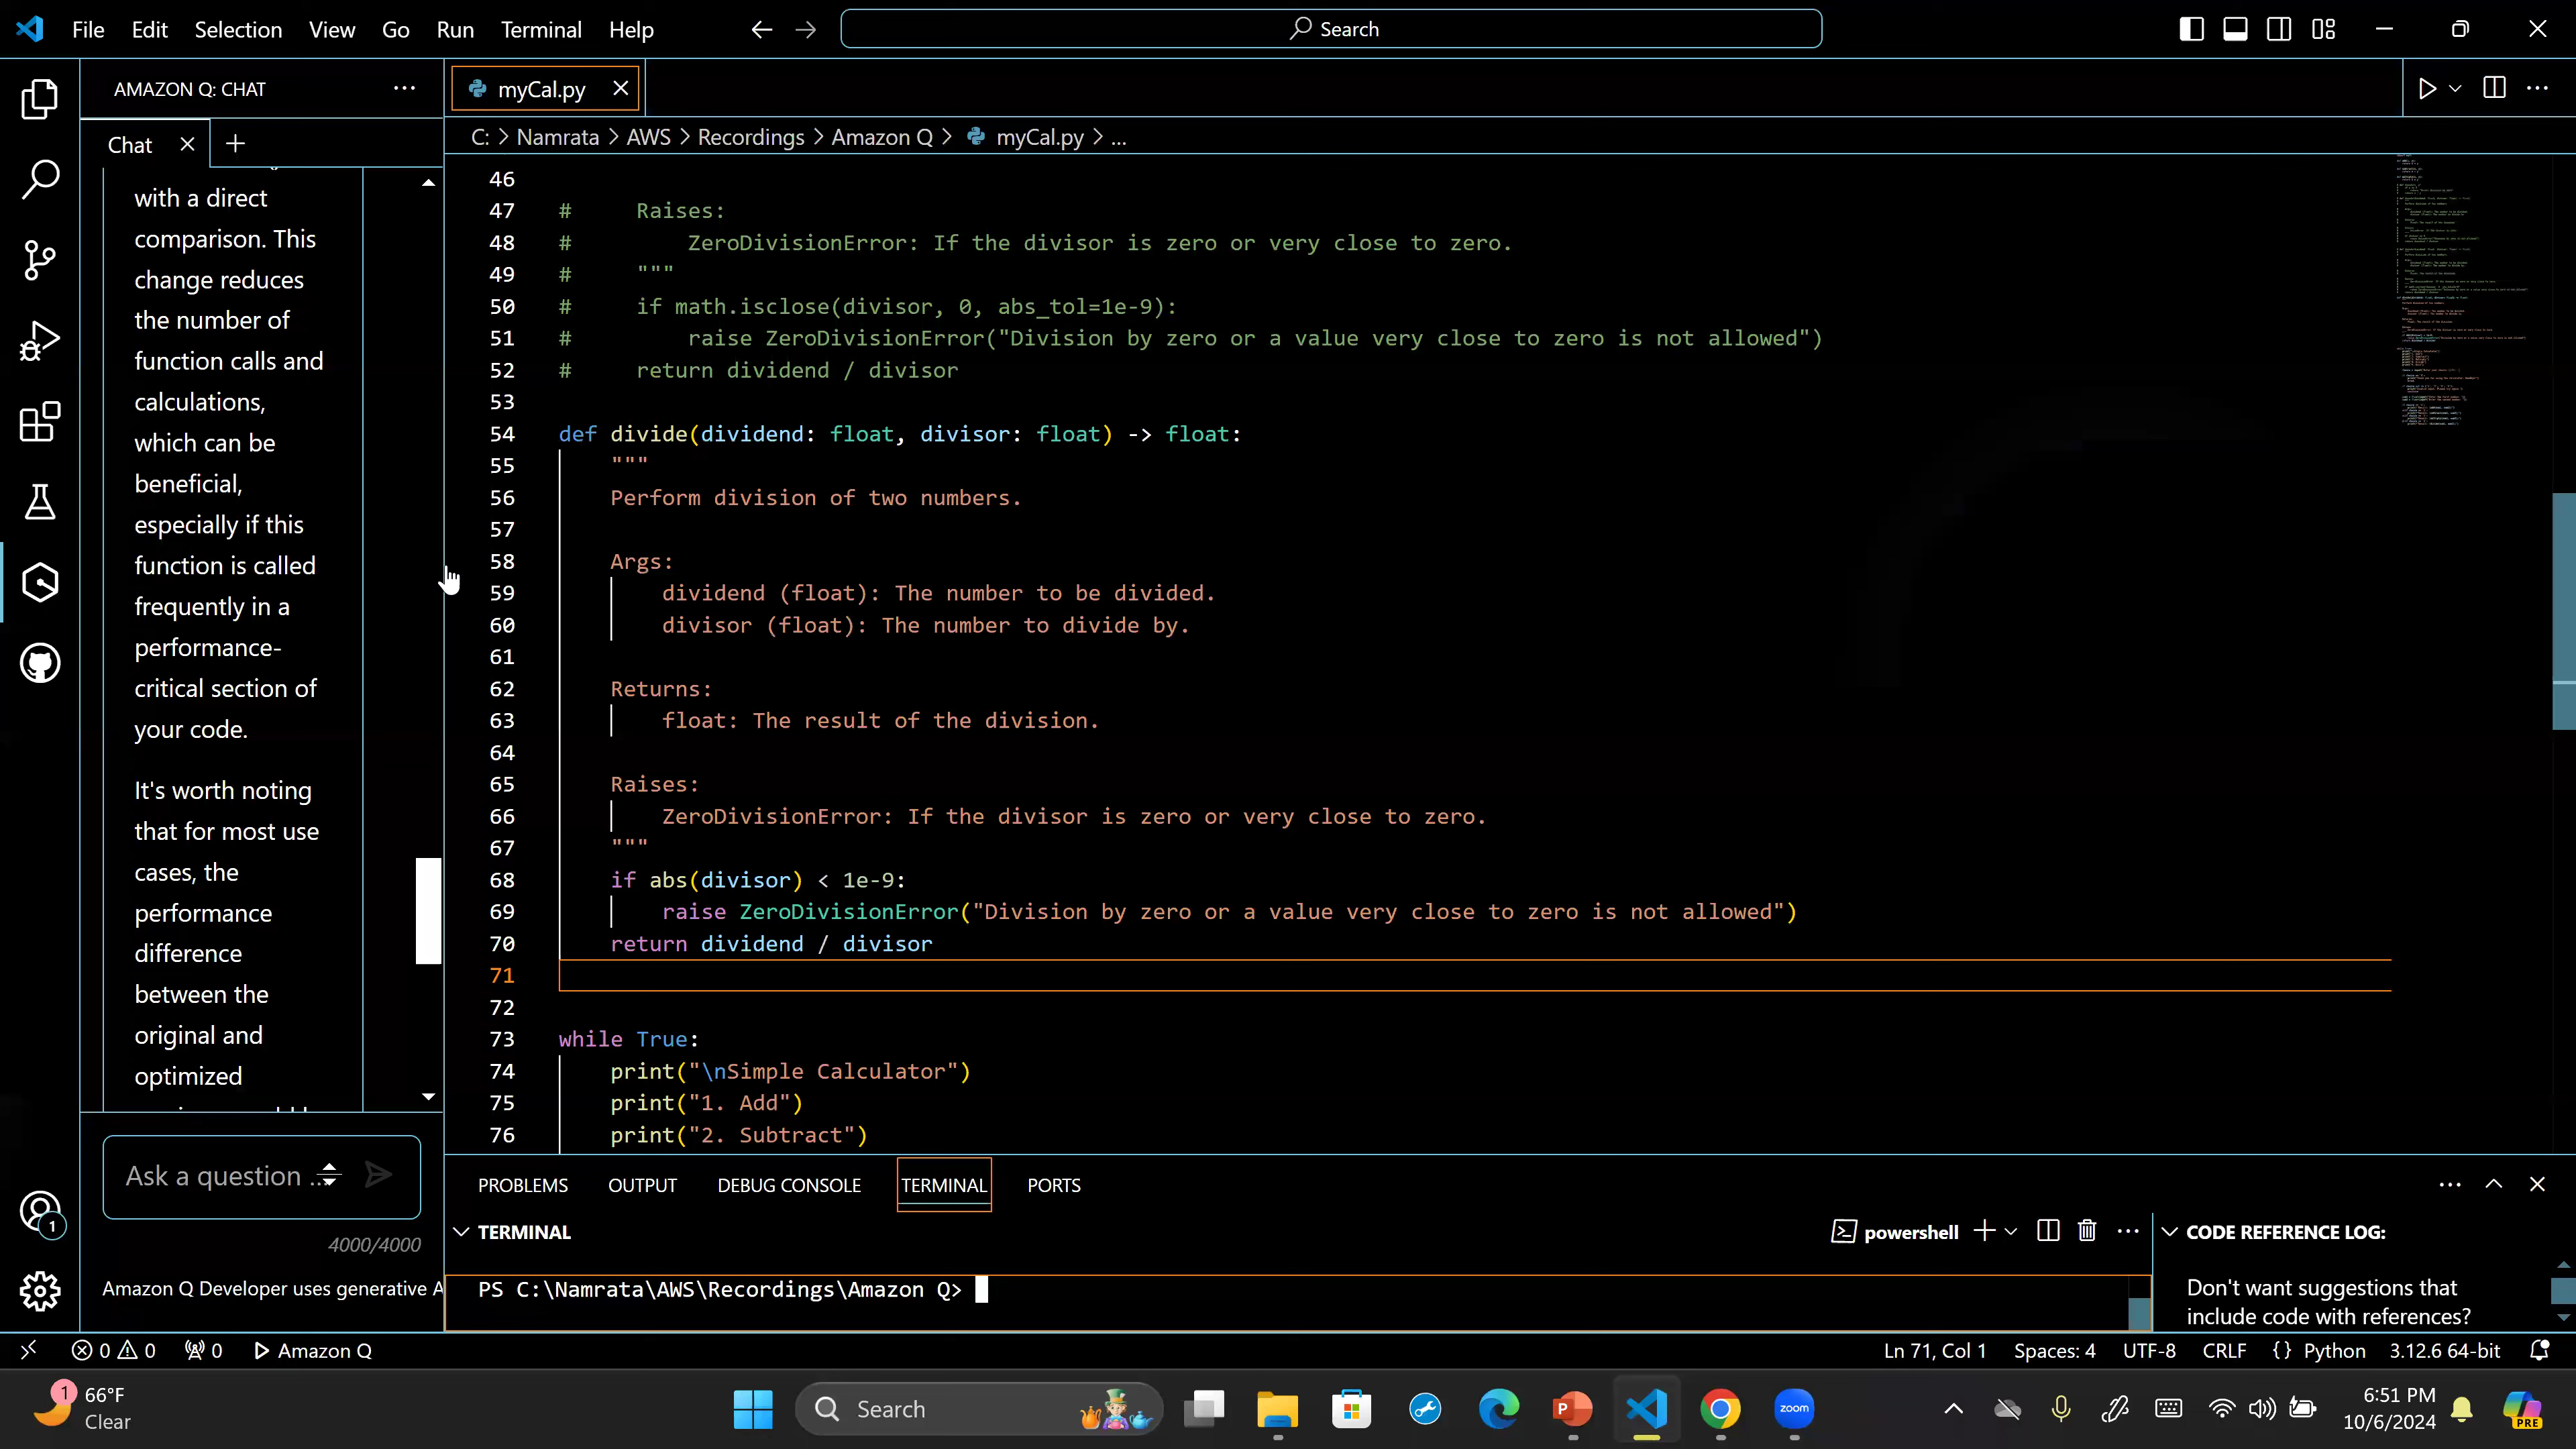 File Edit Selection View Go Run Terminal Help
Search
AMAZON Q: CHAT
Chat
with a direct
comparison. This
change reduces
the number of
function calls and
calculations,
which can be
beneficial,
especially if this
function is called
frequently in a
performance-
critical section of
your code.
It's worth noting
that for most use
cases, the
performance
difference
between the
original and
optimized
Ask a question ...
4000/4000
Amazon Q Developer uses generative A
myCal.py
C: > Namrata > AWS > Recordings > Amazon Q > myCal.py > ...
46
47 # Raises:
48 # ZeroDivisionError: If the divisor is zero or very close to zero.
49 # """
50 # if math.isclose(divisor, 0, abs_tol=1e-9):
51 # raise ZeroDivisionError("Division by zero or a value very close to zero is not allowed")
52 # return dividend / divisor
53
54 def divide(dividend: float, divisor: float) -> float:
55 """
56 Perform division of two numbers.
57
58 Args:
59 dividend (float): The number to be divided.
60 divisor (float): The number to divide by.
61
62 Returns:
63 float: The result of the division.
64
65 Raises:
66 ZeroDivisionError: If the divisor is zero or very close to zero.
67 """
68 if abs(divisor) < 1e-9:
69 raise ZeroDivisionError("Division by zero or a value very close to zero is not allowed")
70 return dividend / divisor
71
72
73 while True:
74 print("\nSimple Calculator")
75 print("1. Add")
76 print("2. Subtract")
PROBLEMS OUTPUT DEBUG CONSOLE TERMINAL PORTS
TERMINAL
powershell
PS C:\Namrata\AWS\Recordings\Amazon Q>
CODE REFERENCE LOG:
Don't want suggestions that
include code with references?
1
0 0 0 Amazon Q
Ln 71, Col 1 Spaces: 4 UTF-8 CRLF {} Python 3.12.6 64-bit
1
66°F
Clear
Search
zoom
6:51 PM
10/6/2024
PRE